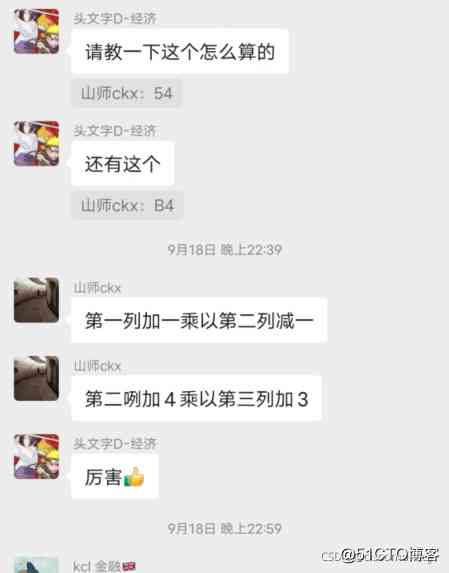 头文字D-经济
请教一下这个怎么算的
山师ckx：54
头文字D-经济
还有这个
山师ckx：B4
9月18日 晚上22:39
山师ckx
第一列加一乘以第二列减一
山师ckx
第二咧加4乘以第三列加3
头文字D-经济
厉害👍
9月18日 晚上22:59
@51CTO博客
kcl 金融🇬🇧